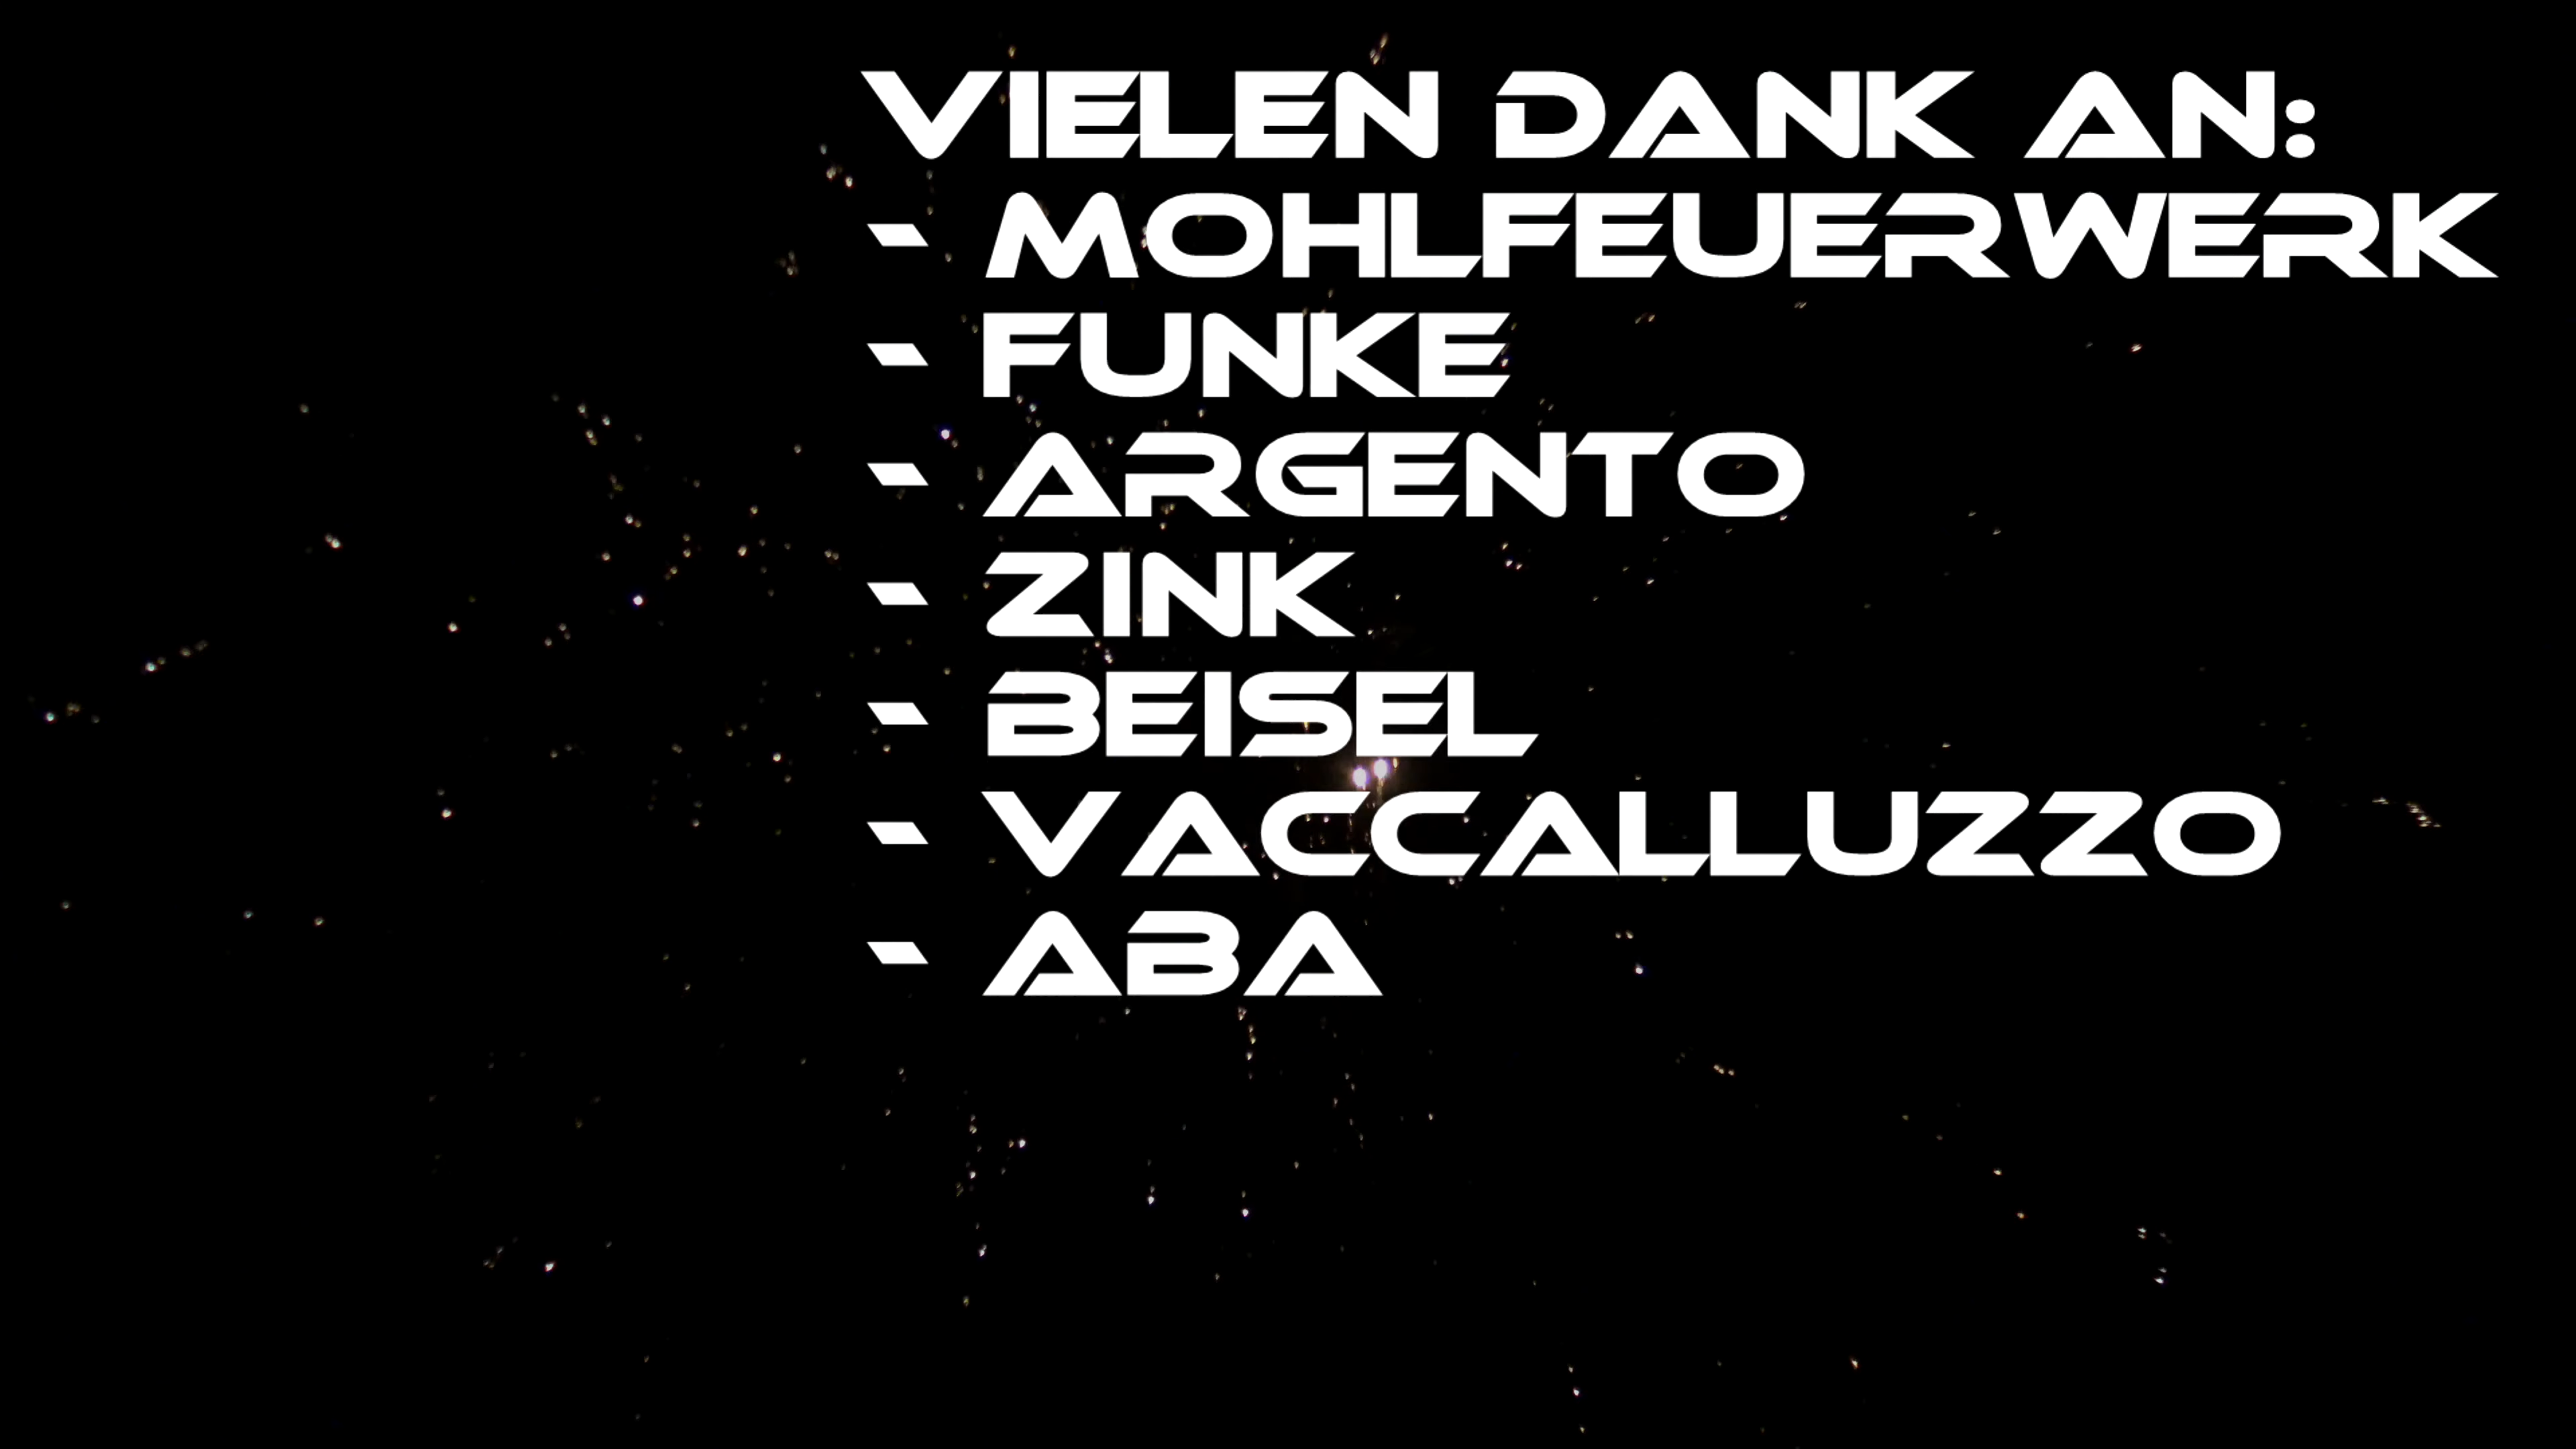 VIELEN DANK AN:
- MOHLFEUERWERK
- FUNKE
- ARGENTO
- ZINK
- BEISEL
- VACCALLUZZO
- ABA